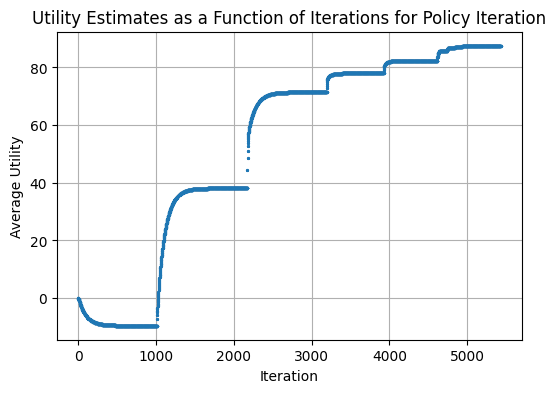 Utility Estimates as a Function of Iterations for Policy Iteration
80
60
40
20
0
Average Utility
0 1000 2000 3000 4000 5000
Iteration